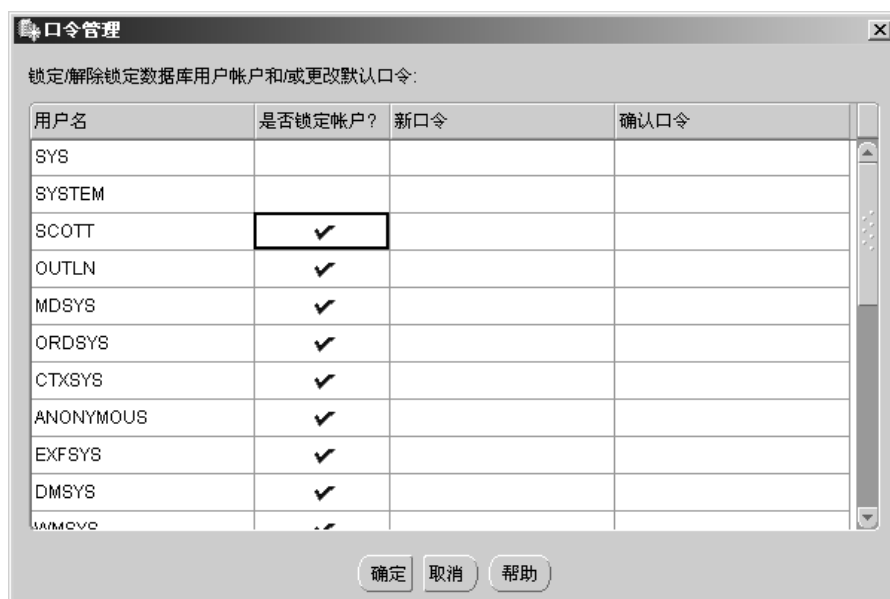 口令管理
锁定/解除锁定数据库用户帐户和/或更改默认口令:
用户名 是否锁定帐户? 新口令 确认口令
SYS
SYSTEM
SCOTT
OUTLN
MDSYS
ORDSYS
CTXSYS
ANONYMOUS
EXFSYS
DMSYS
WMSYS
确定 取消 帮助